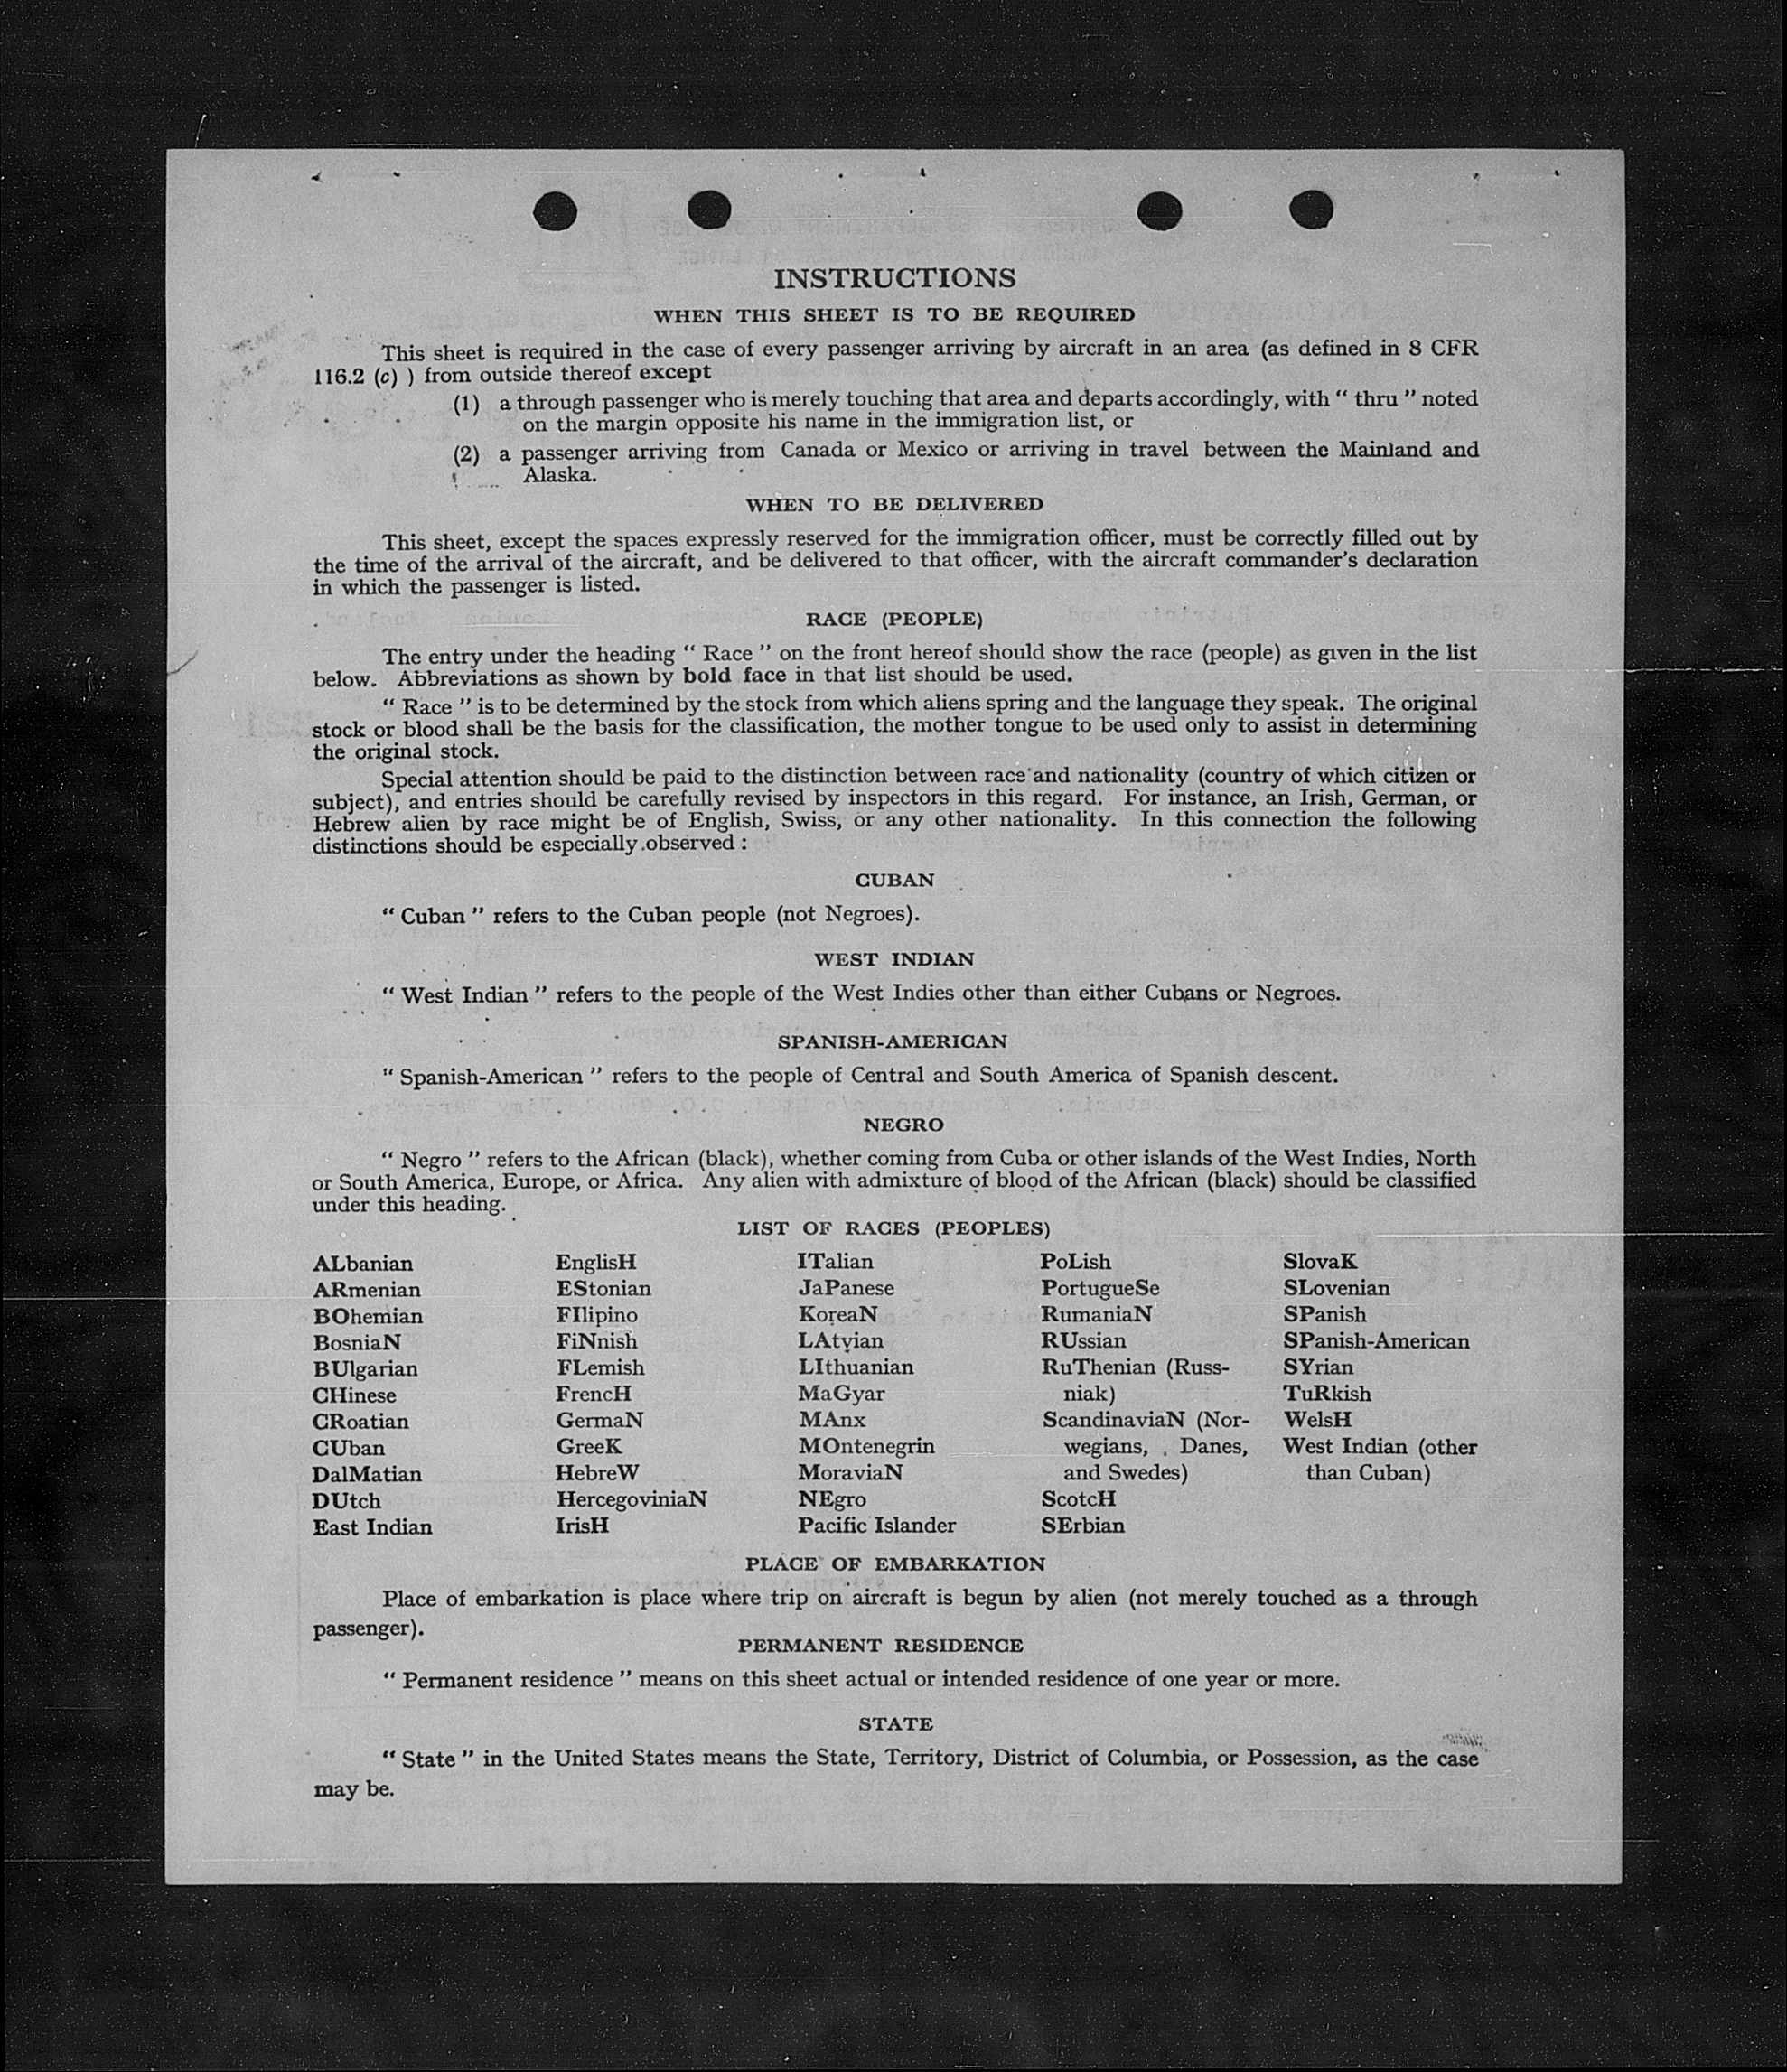 INSTRUCTIONS
WHEN THIS SHEET IS TO BE REQUIRED
This sheet is required in the case of every passenger arriving by aircraft in an area (as defined in 8 CFR
116.2 (c) ) from outside thereof except
(1) a through passenger who is merely touching that area and departs accordingly, with " thru " noted
on the margin opposite his name in the immigration list, or
(2) a passenger arriving from Canada or Mexico or arriving in travel between the Mainland and
Alaska.
WHEN TO BE DELIVERED
This sheet, except the spaces expressly reserved for the immigration officer, must be correctly filled out by
the time of the arrival of the aircraft, and be delivered to that officer, with the aircraft commander's declaration
in which the passenger is listed.
RACE (PEOPLE)
The entry under the heading " Race " on the front hereof should show the race (people) as given in the list
below. Abbreviations as shown by bold face in that list should be used.
" Race " is to be determined by the stock from which aliens spring and the language they speak. The original
stock or blood shall be the basis for the classification, the mother tongue to be used only to assist in determining
the original stock.
Special attention should be paid to the distinction between race and nationality (country of which citizen or
subject), and entries should be carefully revised by inspectors in this regard. For instance, an Irish, German, or
Hebrew alien by race might be of English, Swiss, or any other nationality. In this connection the following
distinctions should be especially observed :
CUBAN
" Cuban " refers to the Cuban people (not Negroes).
WEST INDIAN
" West Indian " refers to the people of the West Indies other than either Cubans or Negroes.
SPANISH-AMERICAN
" Spanish-American " refers to the people of Central and South America of Spanish descent.
NEGRO
" Negro " refers to the African (black), whether coming from Cuba or other islands of the West Indies, North
or South America, Europe, or Africa. Any alien with admixture of blood of the African (black) should be classified
under this heading.
LIST OF RACES (PEOPLES)
ALbanian
ARmenian
BOhemian
BosniaN
BUlgarian
CHinese
CRoatian
CUban
DalMatian
DUtch
East Indian
EnglisH
EStonian
FIlipino
FiNnish
FLemish
FrencH
GermaN
GreeK
HebreW
HercegoviniaN
IrisH
ITalian
JaPanese
KoreaN
LAtvian
LIthuanian
MaGyar
MAnx
MOntenegrin
MoraviaN
NEgro
Pacific Islander
PoLish
PortugueSe
RumaniaN
RUssian
RuThenian (Russ-
niak)
ScandinaviaN (Nor-
wegians, Danes,
and Swedes)
ScotcH
SErbian
SlovaK
SLovenian
SPanish
SPanish-American
SYrian
TuRkish
WelsH
West Indian (other
than Cuban)
PLACE OF EMBARKATION
Place of embarkation is place where trip on aircraft is begun by alien (not merely touched as a through
passenger).
PERMANENT RESIDENCE
" Permanent residence " means on this sheet actual or intended residence of one year or more.
STATE
" State " in the United States means the State, Territory, District of Columbia, or Possession, as the case
may be.